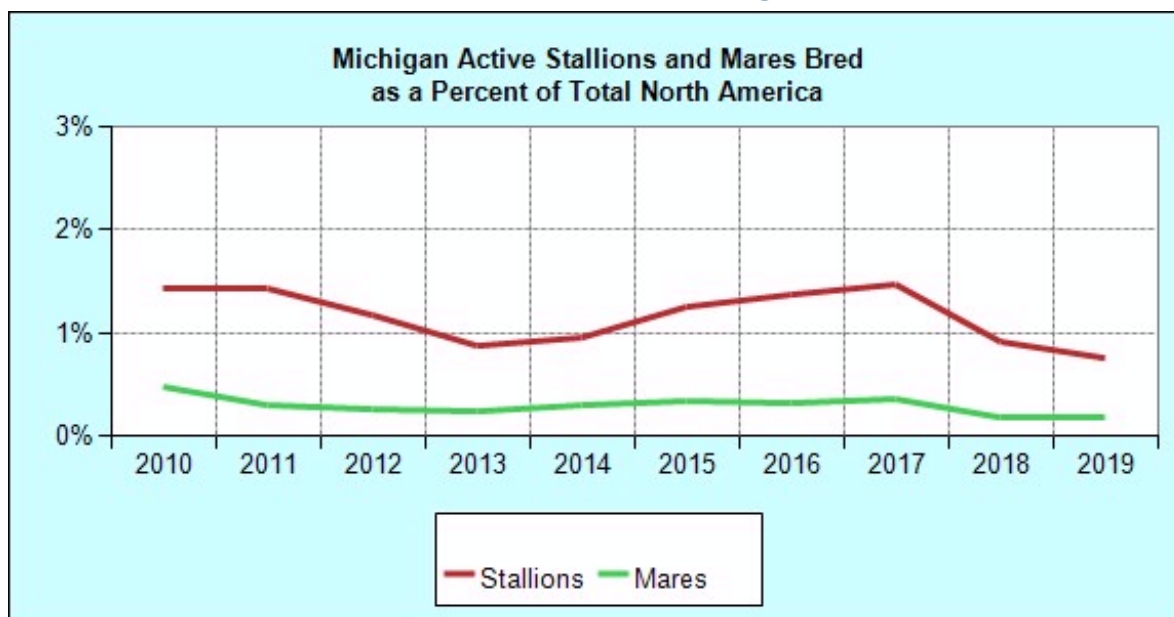 Michigan Active Stallions and Mares Bred
as a Percent of Total North America
3%
2%
1%
0%
2010 2011 2012 2013 2014 2015 2016 2017 2018 2019
Stallions Mares